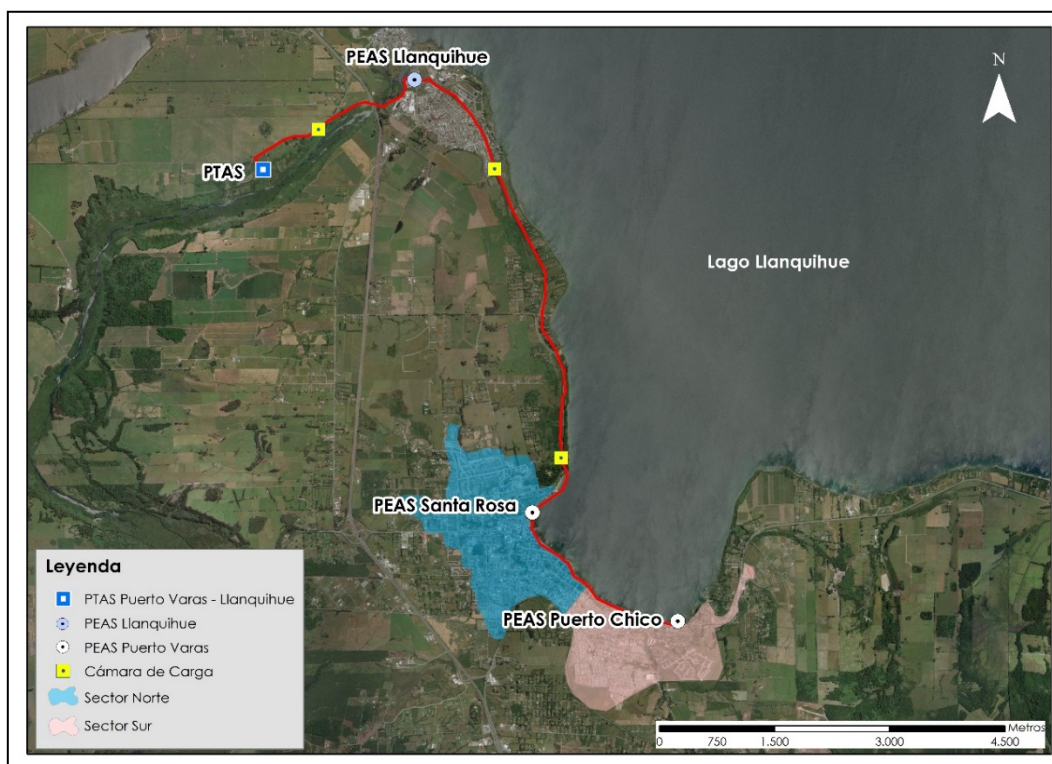 PEAS Llanquihue
N
PTAS
Lago Llanquihue
PEAS Santa Rosa
PEAS Puerto Chico
Leyenda
PTAS Puerto Varas - Llanquihue
PEAS Llanquihue
PEAS Puerto Varas
Cámara de Carga
Sector Norte
Sector Sur
Metros
0 750 1.500 3.000 4.500